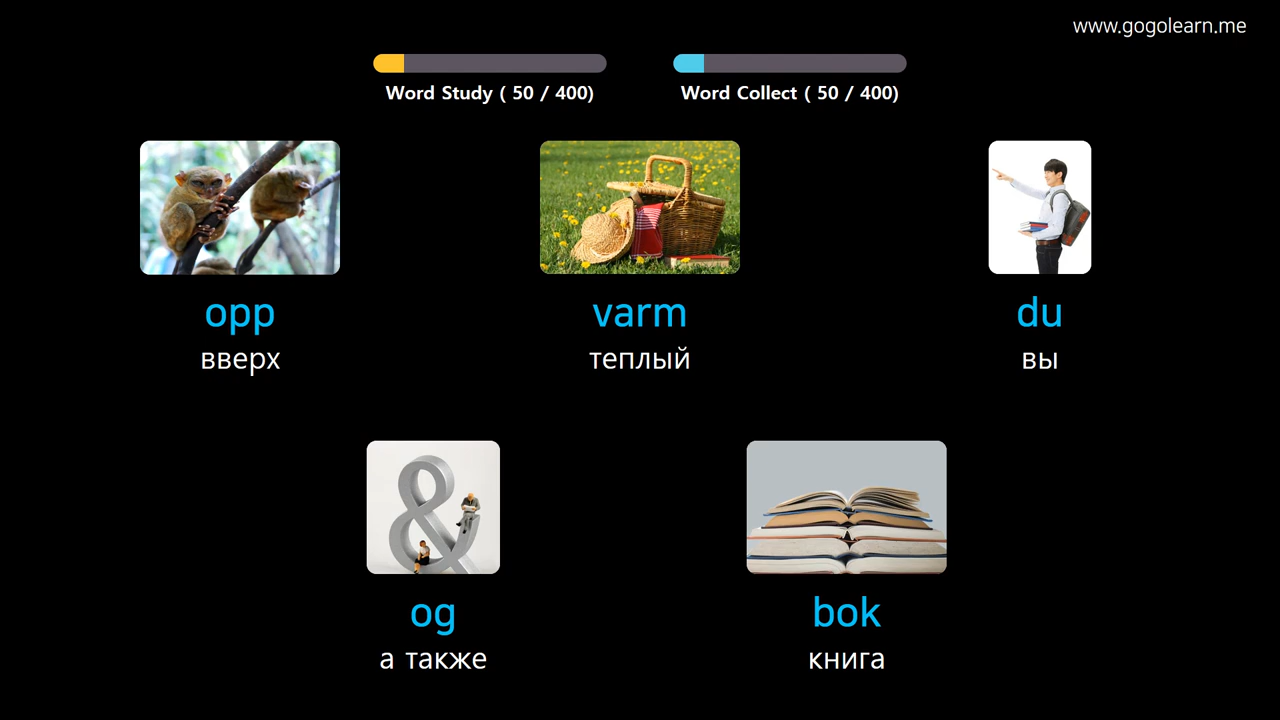 www.gogolearn.me
Word Study ( 50 / 400)
Word Collect ( 50 / 400)
opp
вверх
varm
теплый
du
вы
&
og
а также
bok
книга